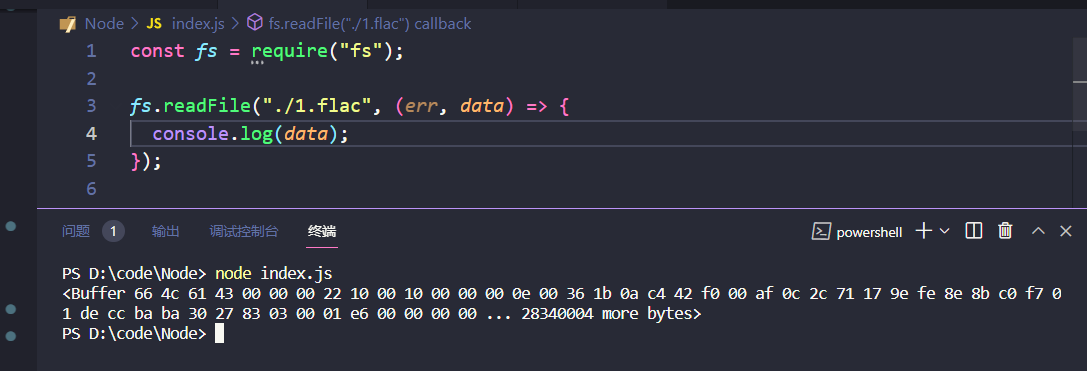 Node > JS index.js > fs.readFile("./1.flac") callback
1 const fs = require("fs");
2
3 fs.readFile("./1.flac", (err, data) => {
4 console.log(data);
5 });
6
问题 1 输出 调试控制台 终端 powershell
PS D:\code\Node> node index.js
<Buffer 66 4c 61 43 00 00 00 22 10 00 10 00 00 00 0e 00 36 1b 0a c4 42 f0 00 af 0c 2c 71 17 9e fe 8e 8b c0 f7 0
1 de cc ba ba 30 27 83 03 00 01 e6 00 00 00 00 ... 28340004 more bytes>
PS D:\code\Node>